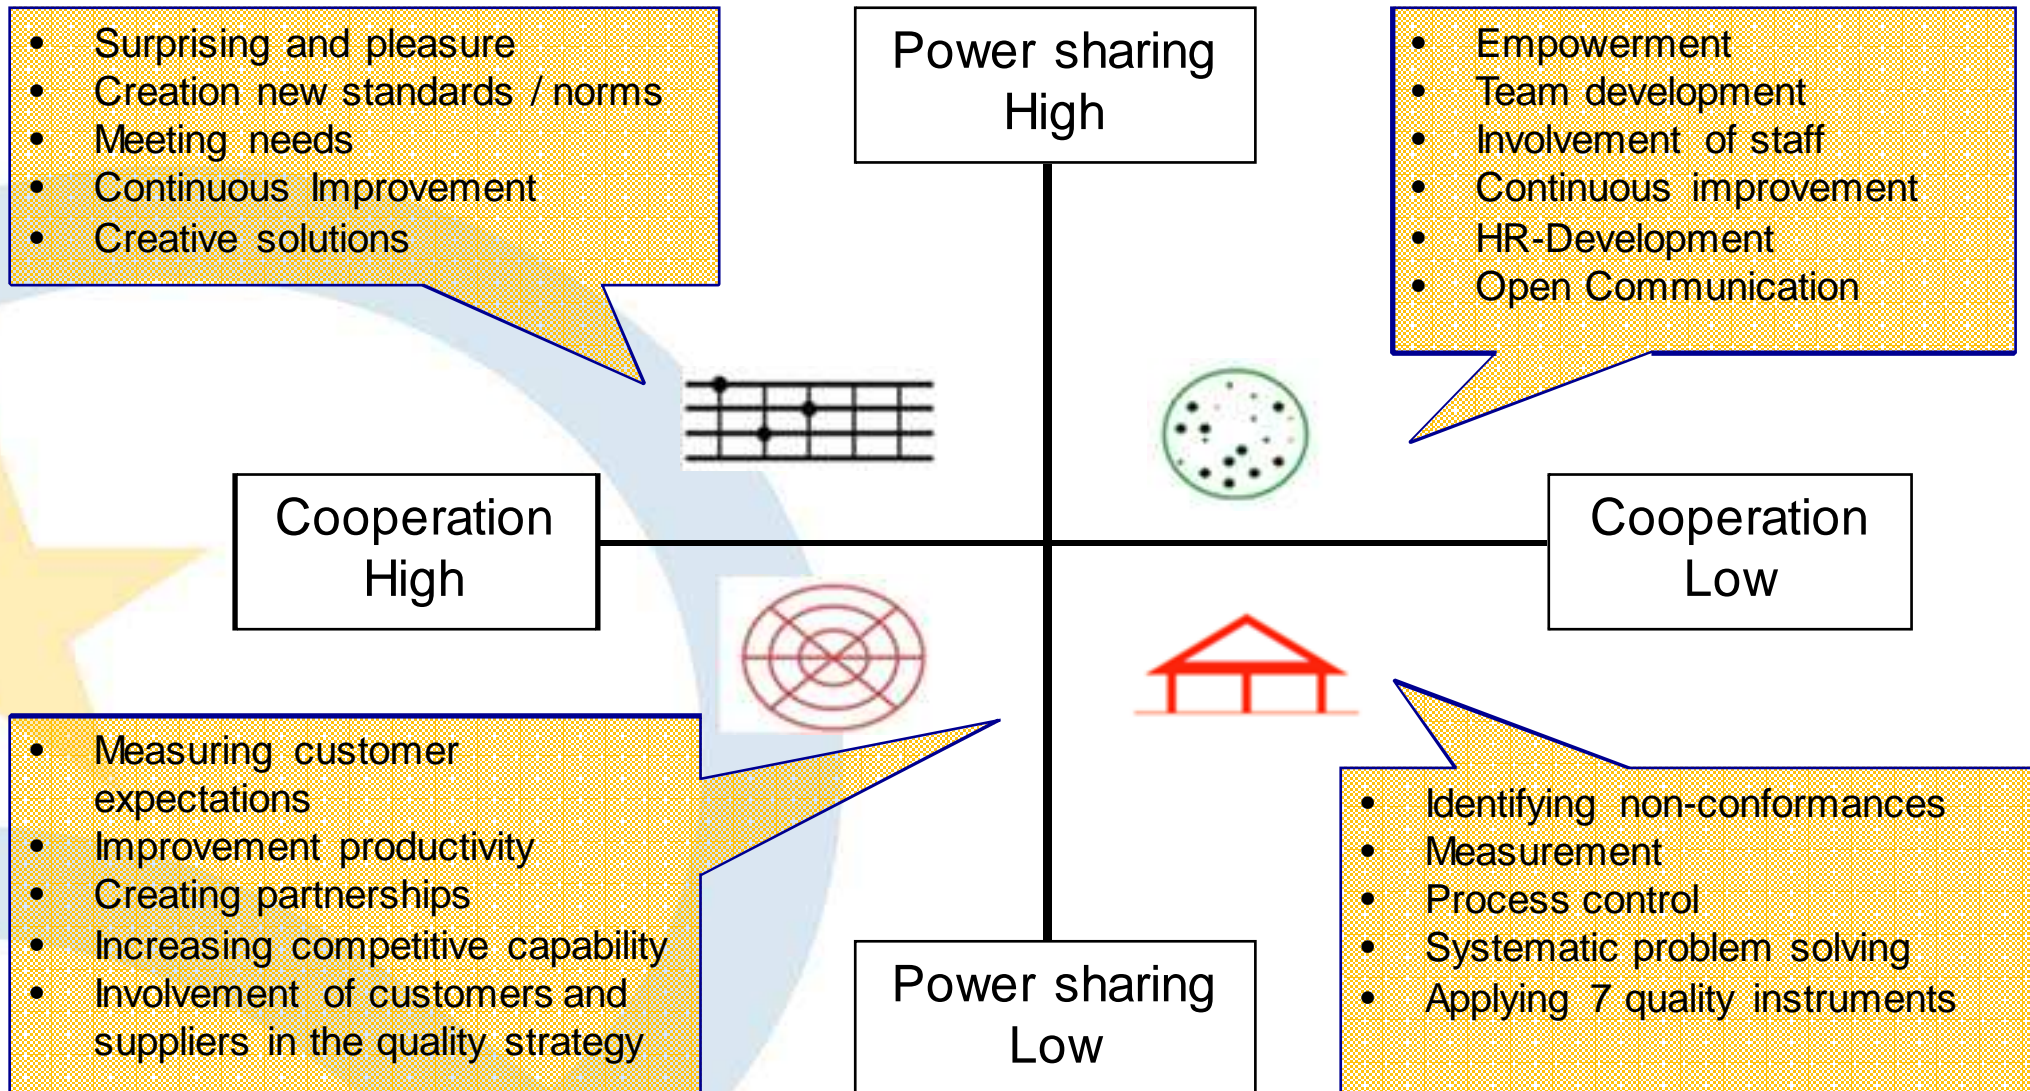 • Surprising and pleasure
• Creation new standards / norms
• Meeting needs
• Continuous Improvement
• Creative solutions
Power sharing
High
• Empowerment
• Team development
• Involvement of staff
• Continuous improvement
• HR-Development
• Open Communication
Cooperation
High
Cooperation
Low
• Measuring customer
expectations
• Improvement productivity
• Creating partnerships
• Increasing competitive capability
• Involvement of customers and
suppliers in the quality strategy
Power sharing
Low
• Identifying non-conformances
• Measurement
• Process control
• Systematic problem solving
• Applying 7 quality instruments